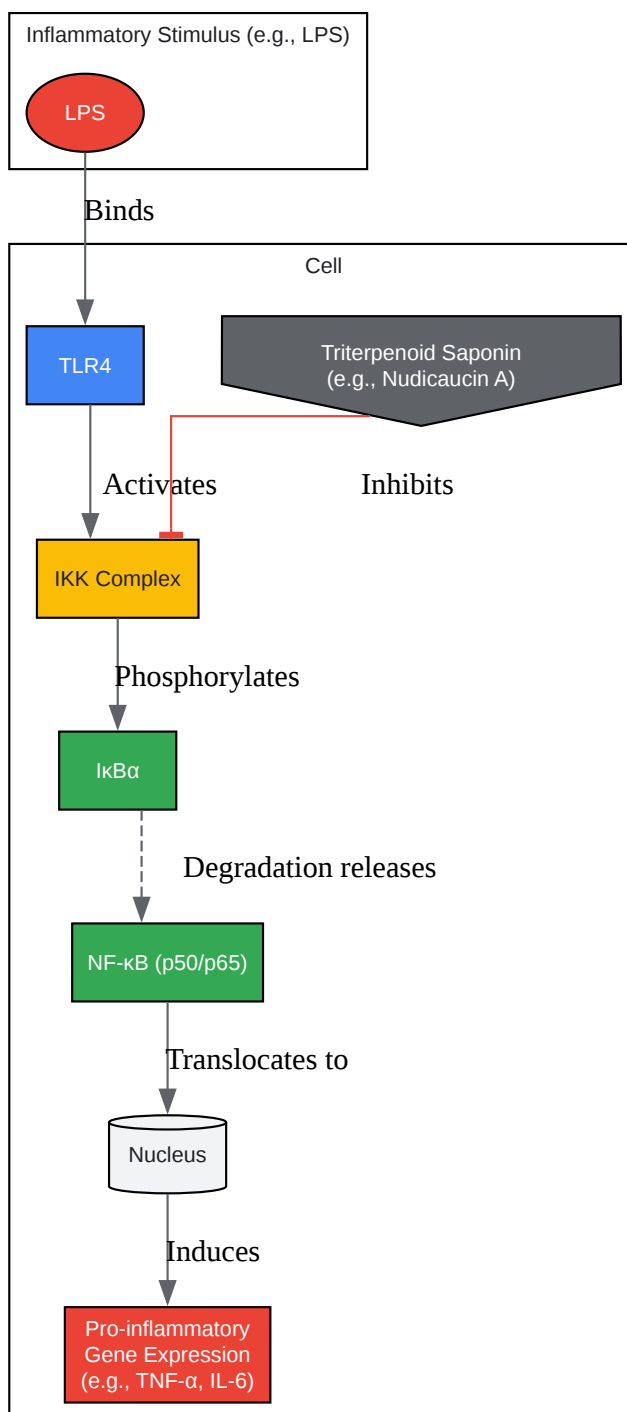 Inflammatory Stimulus (e.g., LPS)
LPS
Binds
Cell
TLR4
Triterpenoid Saponin
(e.g., Nudicaucin A)
Activates
Inhibits
IKK Complex
Phosphorylates
IκBα
Degradation releases
NF-κB (p50/p65)
Translocates to
Nucleus
Induces
Pro-inflammatory
Gene Expression
(e.g., TNF-α, IL-6)